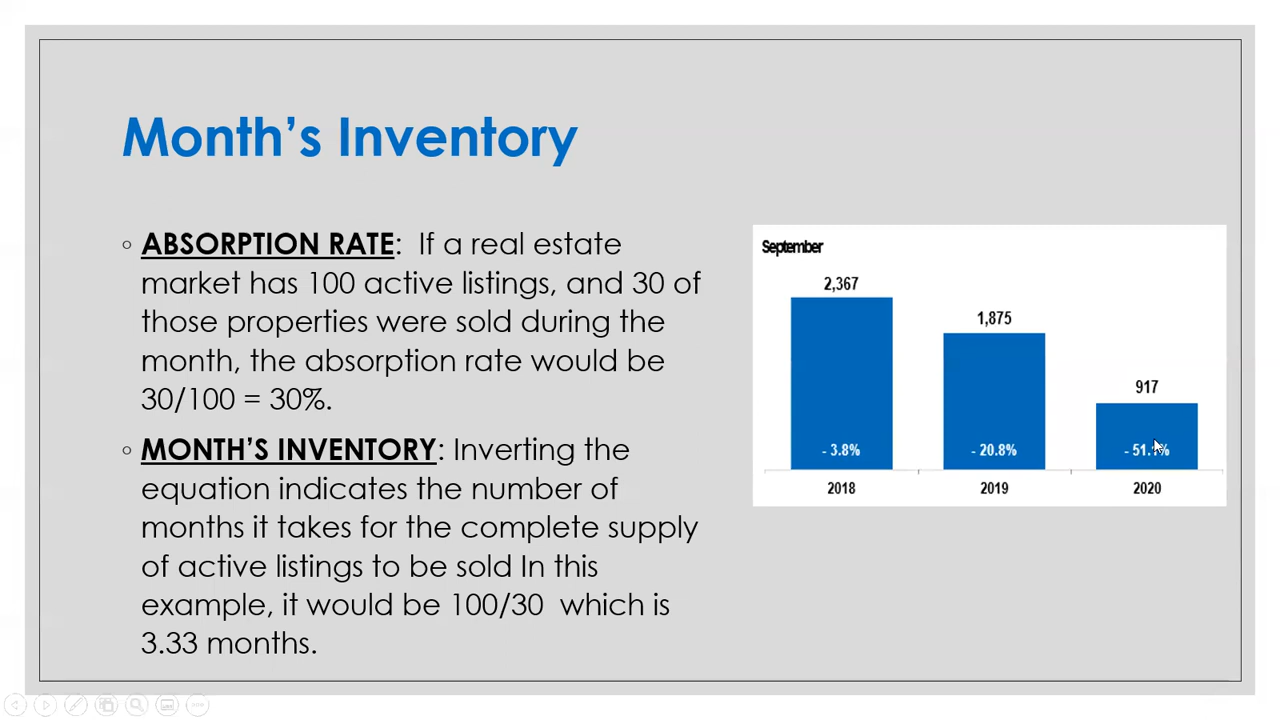 Month’s Inventory
ABSORPTION RATE:  If a real estate
market has 100 active listings, and 30 of
those properties were sold during the
month, the absorption rate would be
30/100 = 30%.
MONTH’S INVENTORY: Inverting the
equation indicates the number of
months it takes for the complete supply
of active listings to be sold In this
example, it would be 100/30  which is
3.33 months.
September
2,367
1,875
917
- 3.8%
- 20.8%
2018
2019
2020